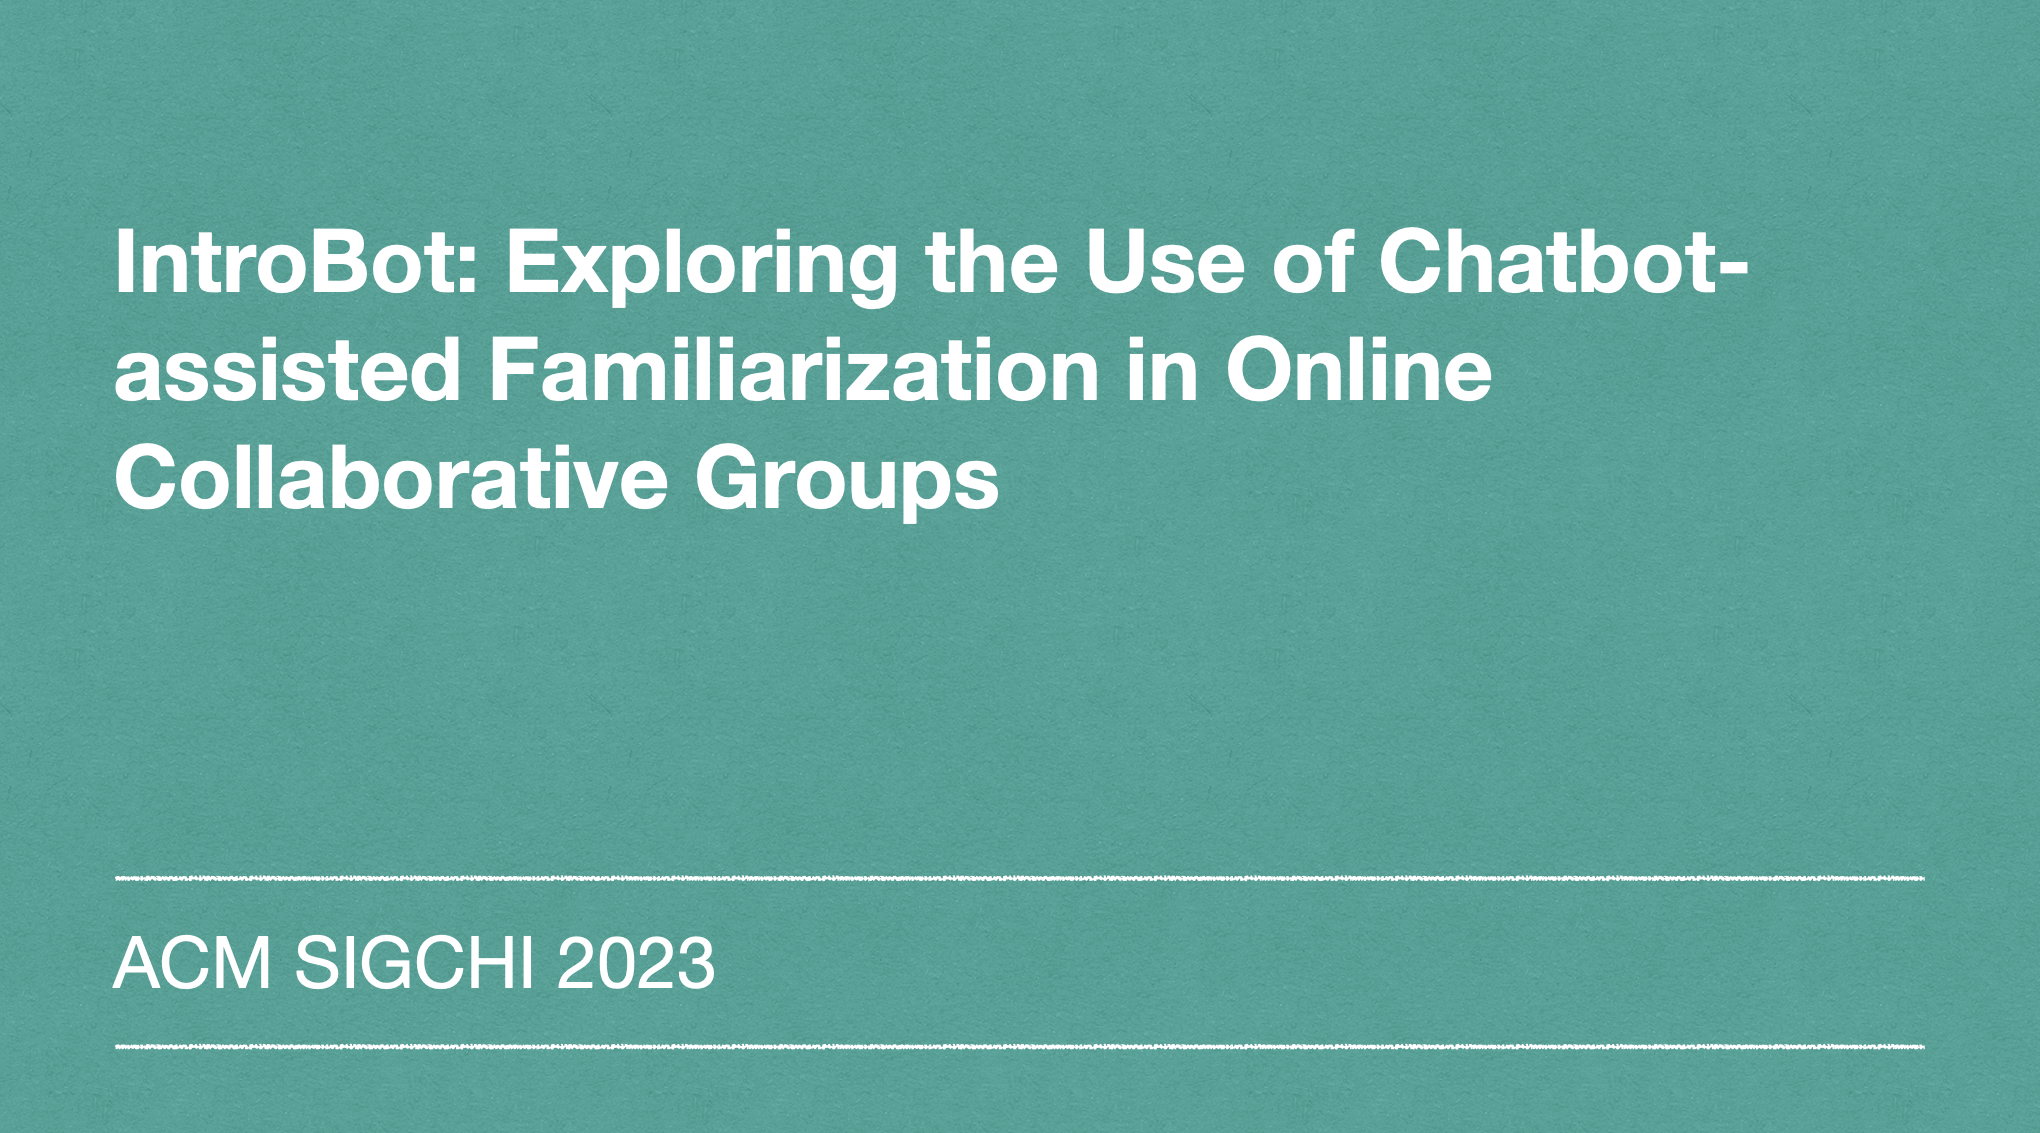 IntroBot: Exploring the Use of Chatbot-
assisted Familiarization in Online
Collaborative Groups
ACM SIGCHI 2023